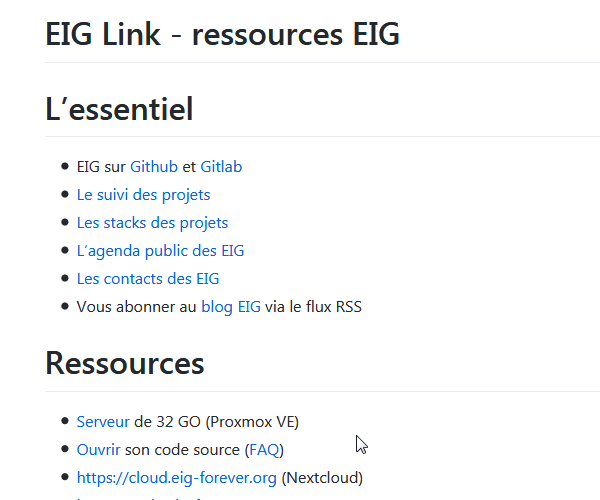 EIG Link - ressources EIG
L’essentiel
EIG sur Github et Gitlab
Le suivi des projets
Les stacks des projets
L’agenda public des EIG
Les contacts des EIG
Vous abonner au blog EIG via le flux RSS
Ressources
Serveur de 32 GO (Proxmox VE)
Ouvrir son code source (FAQ)
https://cloud.eig-forever.org (Nextcloud)